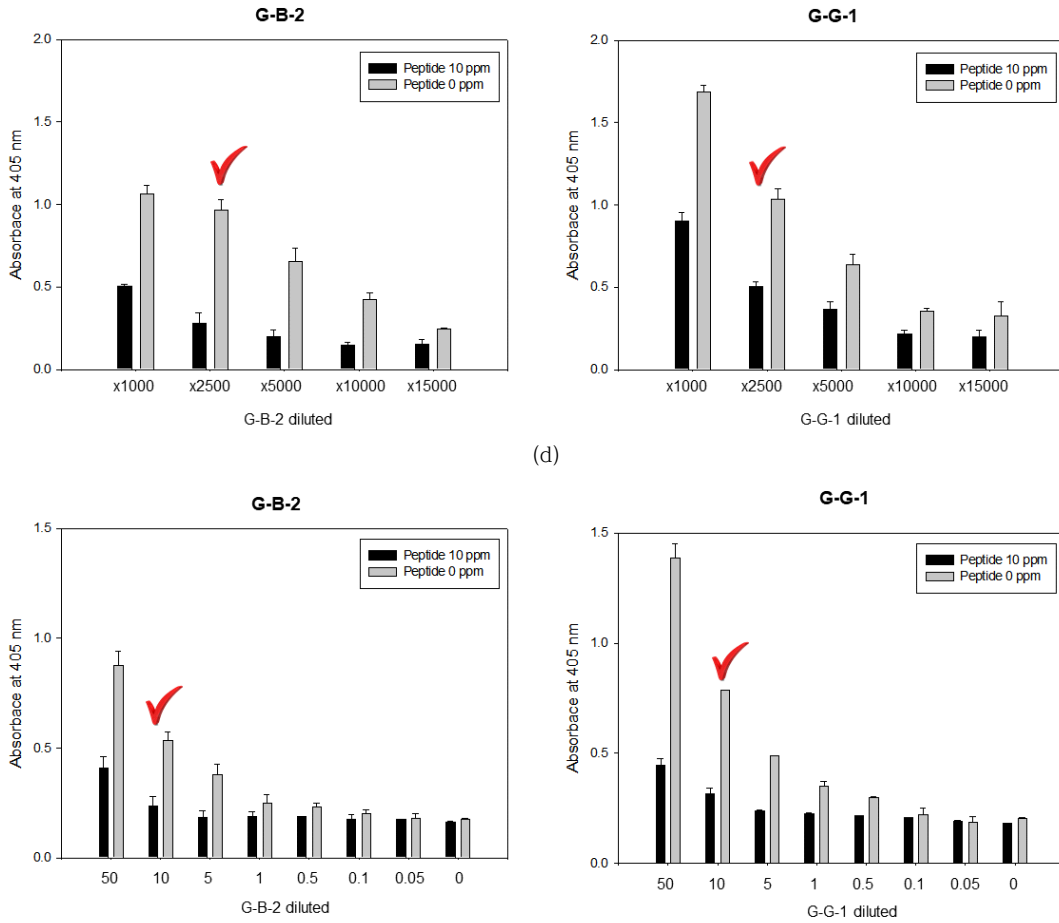 G-B-2
2.0
1.5
1.0
0.5
0.0
Absorbace at 405 nm
Peptide 10 ppm
Peptide 0 ppm
x1000 x2500 x5000 x10000 x15000
G-B-2 diluted
G-G-1
2.0
1.5
1.0
0.5
0.0
Absorbace at 405 nm
Peptide 10 ppm
Peptide 0 ppm
x1000 x2500 x5000 x10000 x15000
G-G-1 diluted
(d)
G-B-2
1.5
1.0
0.5
0.0
Absorbace at 405 nm
Peptide 10 ppm
Peptide 0 ppm
50 10 5 1 0.5 0.1 0.05 0
G-B-2 diluted
G-G-1
1.5
1.0
0.5
0.0
Absorbace at 405 nm
Peptide 10 ppm
Peptide 0 ppm
50 10 5 1 0.5 0.1 0.05 0
G-G-1 diluted